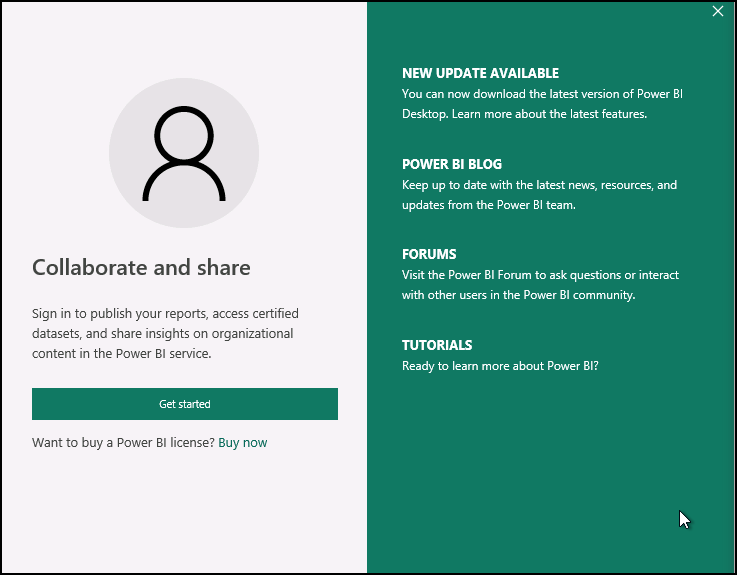 Collaborate and share
Sign in to publish your reports, access certified
datasets, and share insights on organizational
content in the Power BI service.
Get started
Want to buy a Power BI license? Buy now
NEW UPDATE AVAILABLE
You can now download the latest version of Power BI
Desktop. Learn more about the latest features.
POWER BI BLOG
Keep up to date with the latest news, resources, and
updates from the Power BI team.
FORUMS
Visit the Power BI Forum to ask questions or interact
with other users in the Power BI community.
TUTORIALS
Ready to learn more about Power BI?